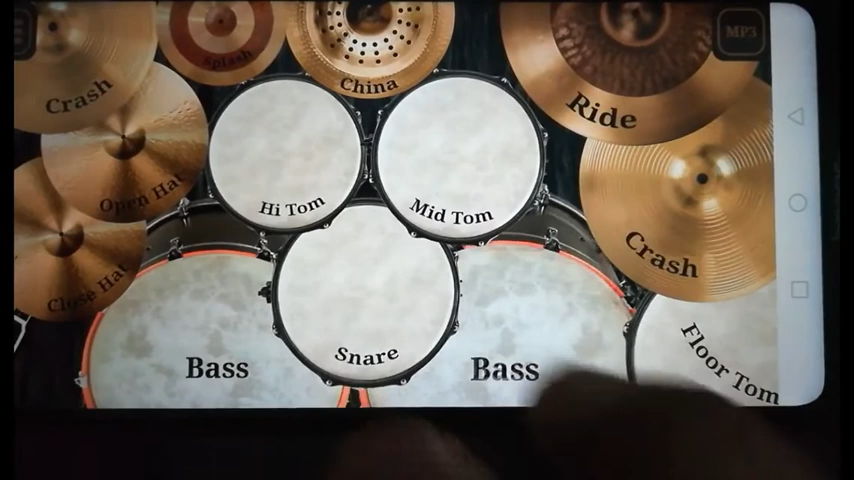 Splash
China
MP3
Crash
Ride
Open Hat
Hi Tom
Mid Tom
Crash
Close Hat
Snare
Bass
Bass
Floor Tom